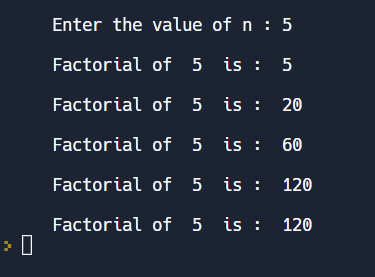 Enter the value of n : 5
Factorial of  5  is :  5
Factorial of  5  is :  20
Factorial of  5  is :  60
Factorial of  5  is :  120
Factorial of  5  is :  120
>